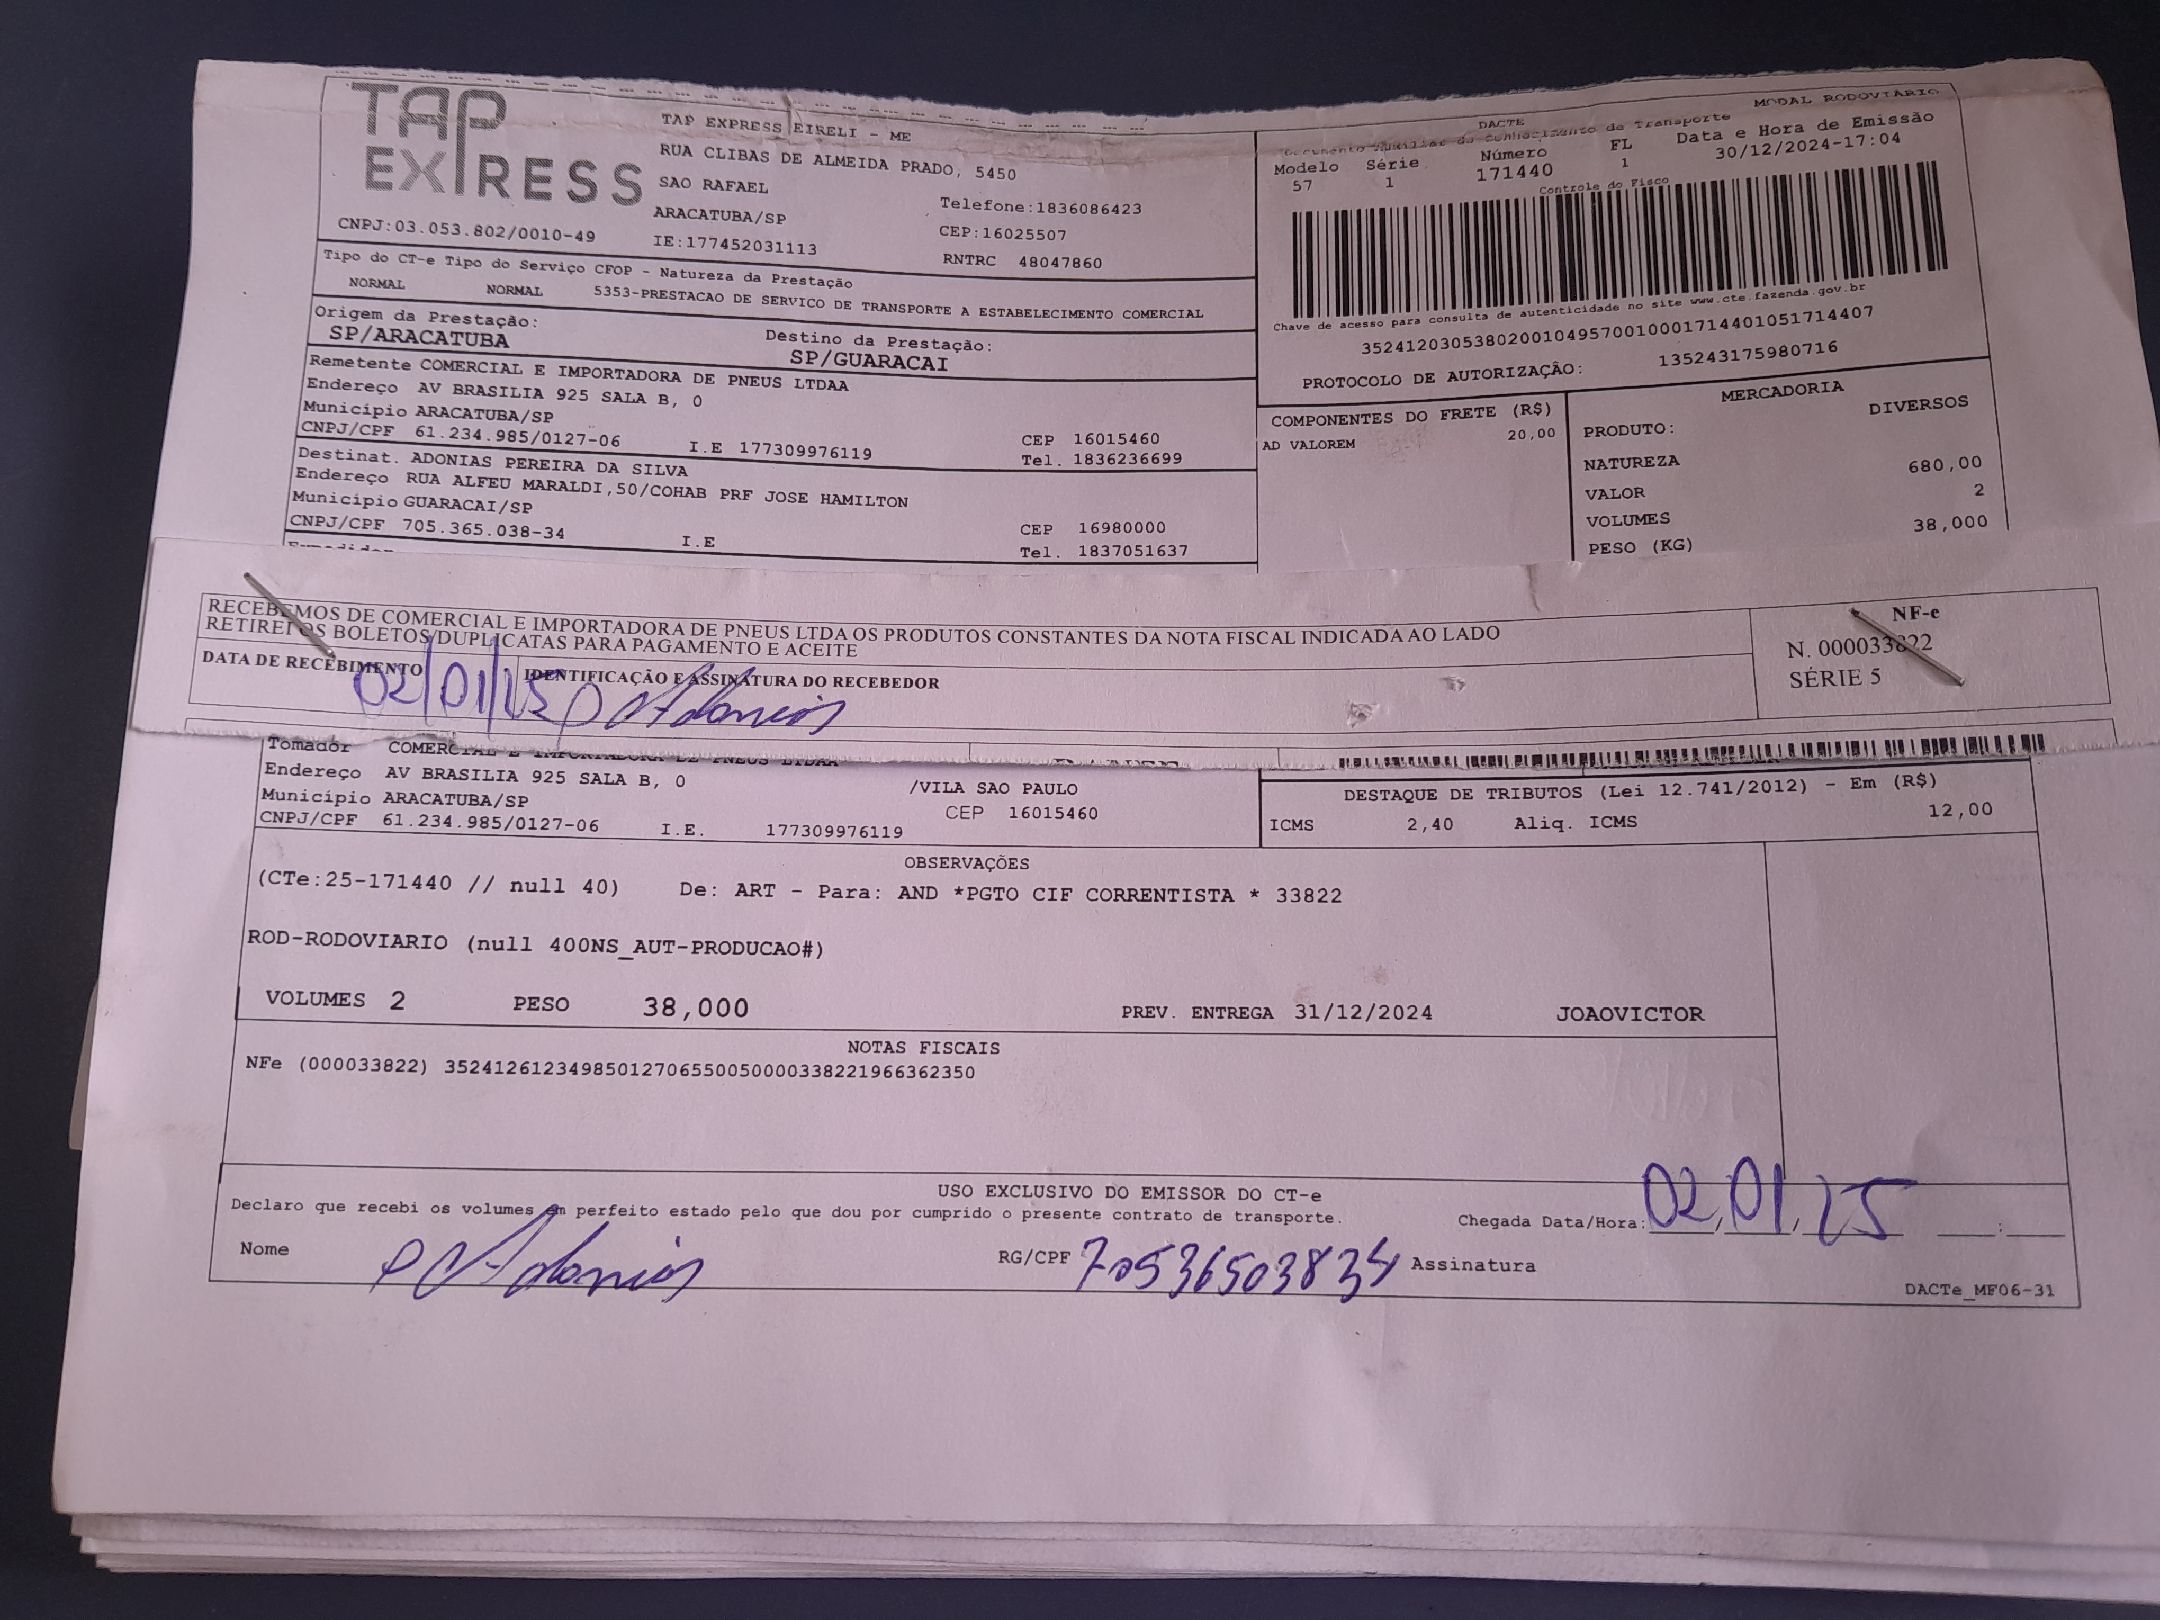 TAP EXPRESS
TAP EXPRESS EIRELI - ME
RUA CLIBAS DE ALMEIDA PRADO, 5450
SAO RAFAEL
ARACATUBA/SP
Telefone:1836086423
CEP:16025507
CNPJ:03.053.802/0010-49
IE:177452031113
RNTRC 48047860
Tipo do CT-e Tipo do Serviço CFOP - Natureza da Prestação
NORMAL NORMAL 5353-PRESTACAO DE SERVICO DE TRANSPORTE A ESTABELECIMENTO COMERCIAL
Origem da Prestação: Destino da Prestação:
SP/ARACATUBA SP/GUARACAI
Remetente COMERCIAL E IMPORTADORA DE PNEUS LTDAA
Endereço AV BRASILIA 925 SALA B, 0
Município ARACATUBA/SP CEP 16015460
CNPJ/CPF 61.234.985/0127-06 I.E 177309976119 Tel. 1836236699
Destinat. ADONIAS PEREIRA DA SILVA
Endereço RUA ALFEU MARALDI,50/COHAB PRF JOSE HAMILTON
Município GUARACAI/SP CEP 16980000
CNPJ/CPF 705.365.038-34 I.E Tel. 1837051637
MODAL RODOVIÁRIO
DACTE
Documento Auxiliar do Conhecimento de Transporte
Modelo Série Número FL Data e Hora de Emissão
57 1 171440 1 30/12/2024-17:04
Controle do Fisco
Chave de acesso para consulta de autenticidade no site www.cte.fazenda.gov.br
35241203053802001049570010001714401051714407
PROTOCOLO DE AUTORIZAÇÃO: 135243175980716
COMPONENTES DO FRETE (R$)
AD VALOREM 20,00
MERCADORIA
PRODUTO: DIVERSOS
NATUREZA
VALOR 680,00
VOLUMES 2
PESO (KG) 38,000
RECEBEMOS DE COMERCIAL E IMPORTADORA DE PNEUS LTDA OS PRODUTOS CONSTANTES DA NOTA FISCAL INDICADA AO LADO
RETIREI OS BOLETOS/DUPLICATAS PARA PAGAMENTO E ACEITE
DATA DE RECEBIMENTO IDENTIFICAÇÃO E ASSINATURA DO RECEBEDOR
02/01/25 Adonias
NF-e
N. 000033822
SÉRIE 5
Tomador COMERCIAL E IMPORTADORA DE PNEUS LTDAA
Endereço AV BRASILIA 925 SALA B, 0 /VILA SAO PAULO
Município ARACATUBA/SP CEP 16015460
CNPJ/CPF 61.234.985/0127-06 I.E. 177309976119
DESTAQUE DE TRIBUTOS (Lei 12.741/2012) - Em (R$)
ICMS 2,40 Aliq. ICMS 12,00
OBSERVAÇÕES
(CTe:25-171440 // null 40) De: ART - Para: AND *PGTO CIF CORRENTISTA * 33822
ROD-RODOVIARIO (null 400NS_AUT-PRODUCAO#)
VOLUMES 2 PESO 38,000 PREV. ENTREGA 31/12/2024 JOAOVICTOR
NOTAS FISCAIS
NFe (000033822) 35241261234985012706550050000338221966362350
USO EXCLUSIVO DO EMISSOR DO CT-e
Declaro que recebi os volumes em perfeito estado pelo que dou por cumprido o presente contrato de transporte.
Chegada Data/Hora: 02/01/25 :
Nome Adonias RG/CPF 70536503834 Assinatura
DACTe_MF06-31